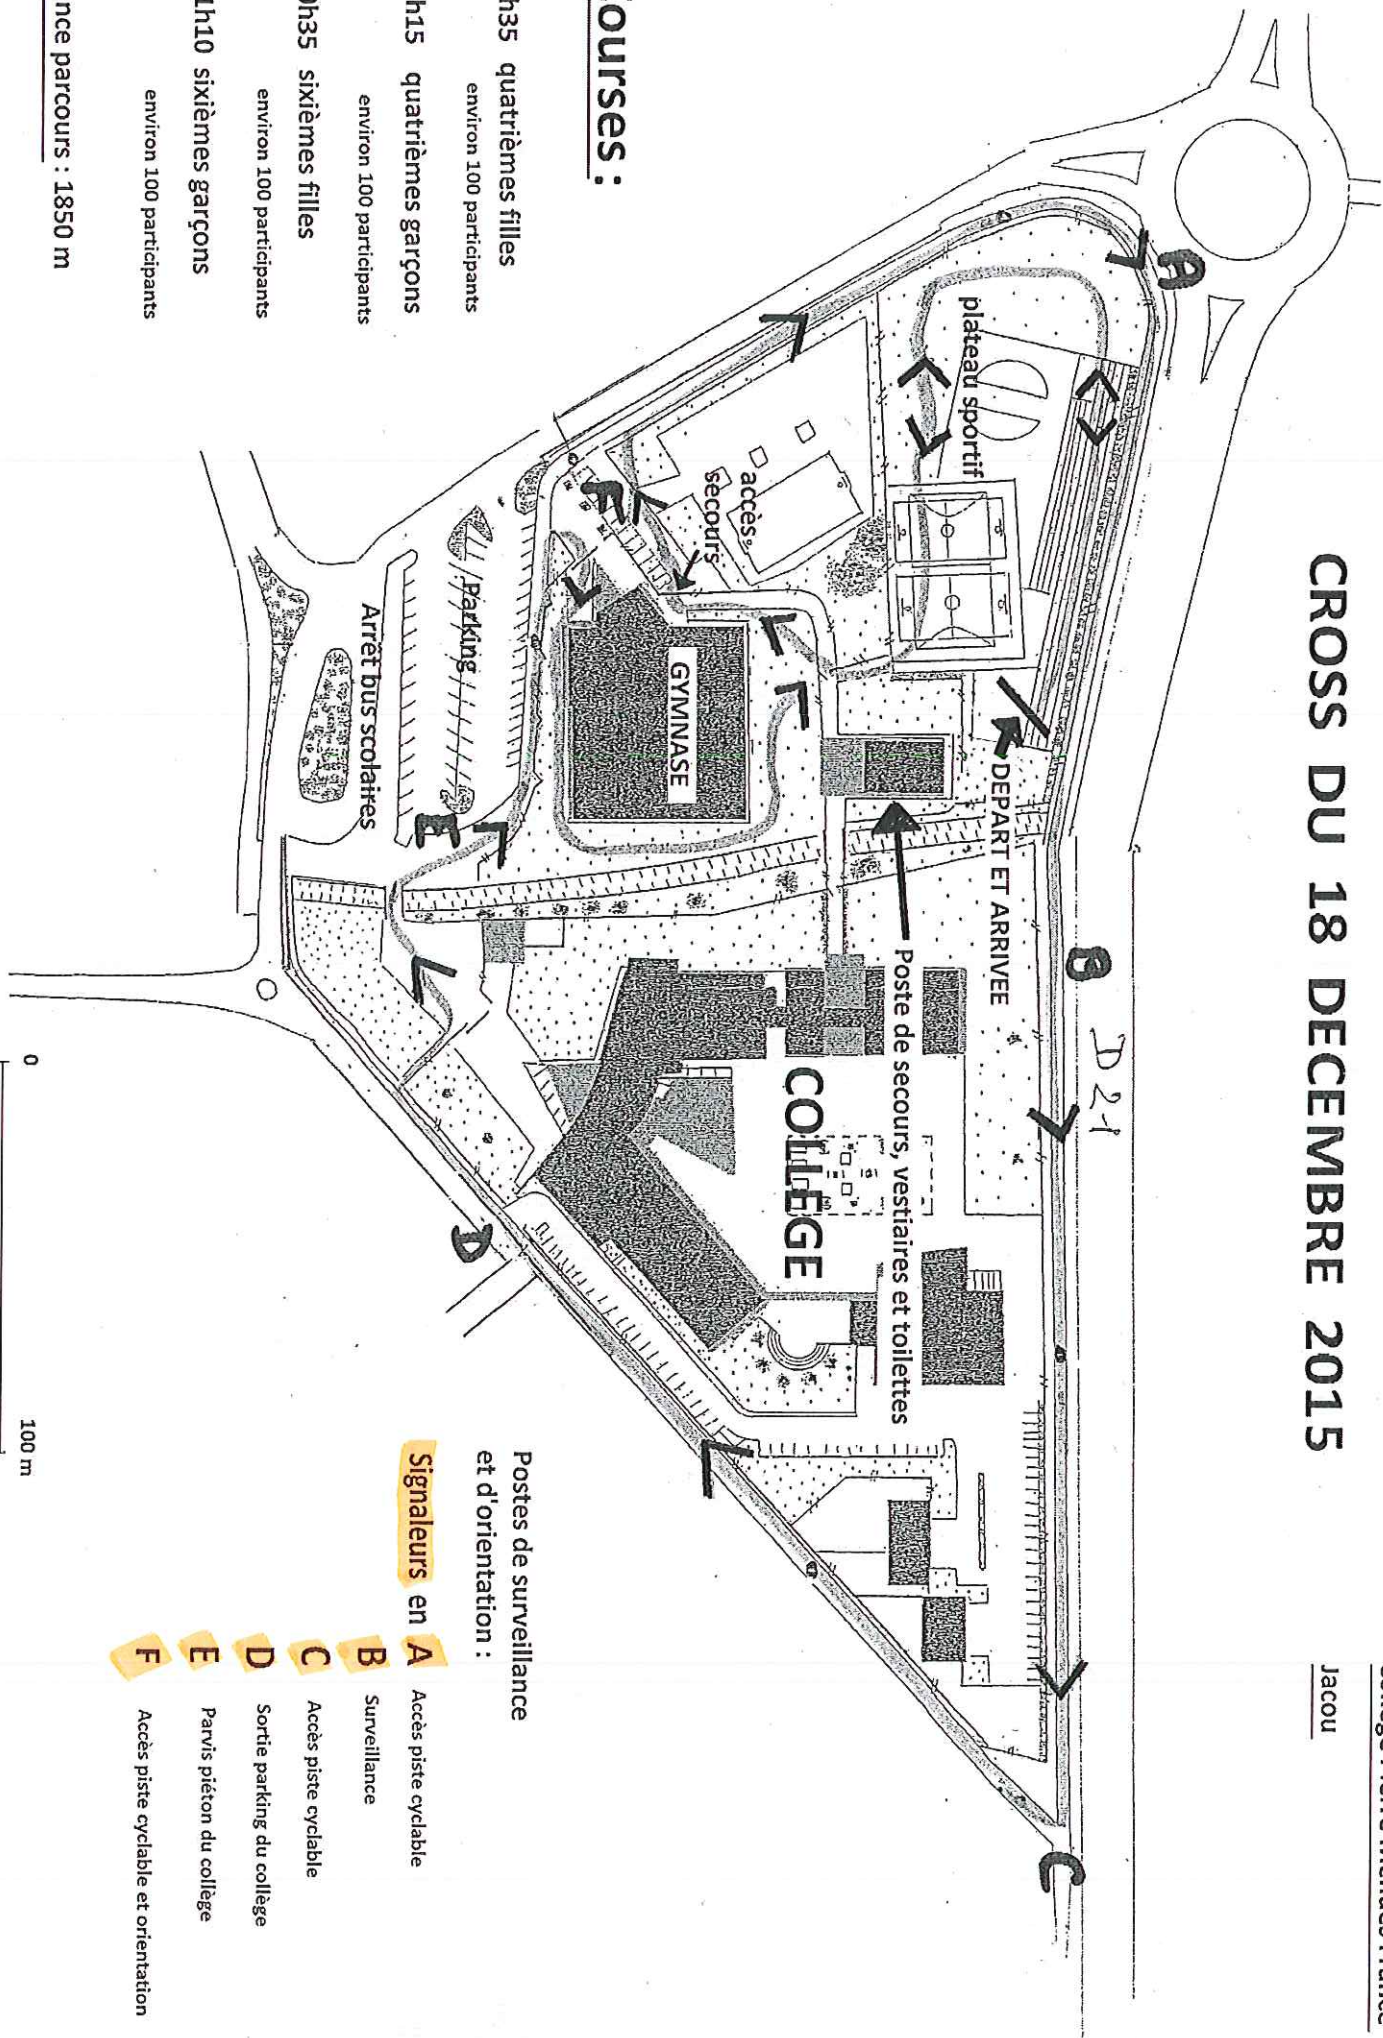 CROSS DU 18 DECEMBRE 2015
Collège Pierre Mendès France
Jacou
ourses :
h35 quatrièmes filles
environ 100 participants
h15 quatrièmes garçons
environ 100 participants
h35 sixièmes filles
environ 100 participants
1h10 sixièmes garçons
environ 100 participants
nce parcours : 1850 m
A
B
D21
C
D
E
F
plateau sportif
accès
secours
DEPART ET ARRIVEE
Poste de secours, vestiaires et toilettes
GYMNASE
COLLEGE
Parking
Arrêt bus scolaires
Postes de surveillance
et d'orientation :
Signaleurs en A Accès piste cyclable
B Surveillance
C Accès piste cyclable
D Sortie parking du collège
E Parvis piéton du collège
F Accès piste cyclable et orientation
0 100 m